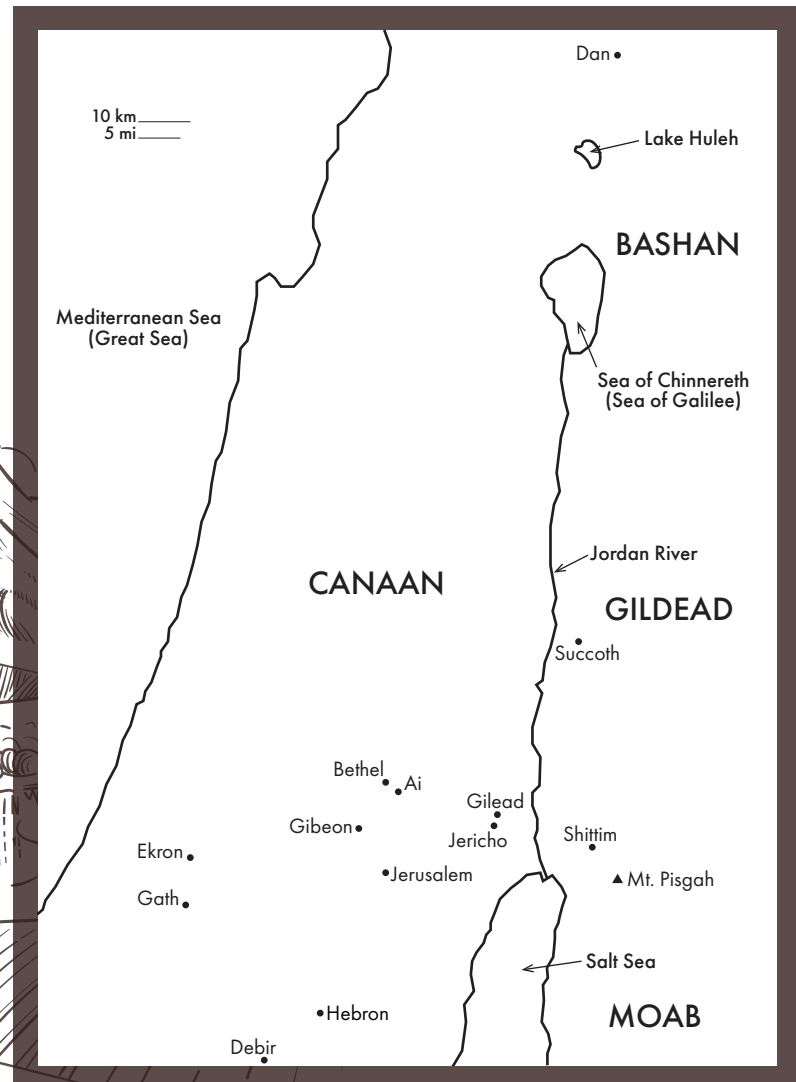 Dan
10 km
5 mi
Lake Huleh
BASHAN
Mediterranean Sea
(Great Sea)
Sea of Chinnereth
(Sea of Galilee)
Jordan River
CANAAN
GILDEAD
Succoth
Bethel
Ai
Gilead
Gibeon
Jericho
Shittim
Ekron
Jerusalem
Mt. Pisgah
Gath
Salt Sea
Hebron
MOAB
Debir